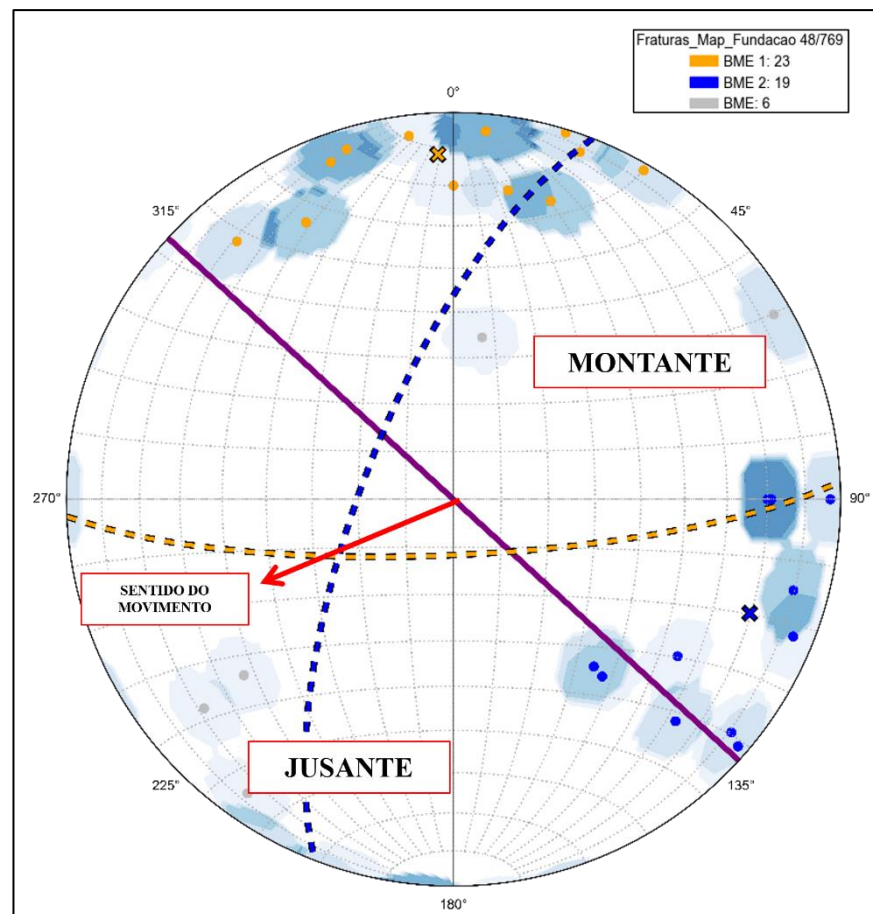 Fraturas_Map_Fundacao 48/769
BME 1: 23
BME 2: 19
BME: 6
0°
315°
45°
MONTANTE
270°
90°
SENTIDO DO
MOVIMENTO
JUSANTE
225°
135°
180°